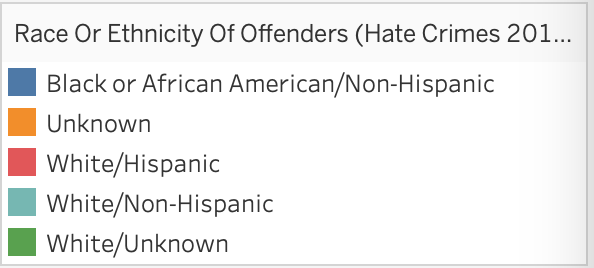 Race Or Ethnicity Of Offenders (Hate Crimes 201...
Black or African American/Non-Hispanic
Unknown
White/Hispanic
White/Non-Hispanic
White/Unknown